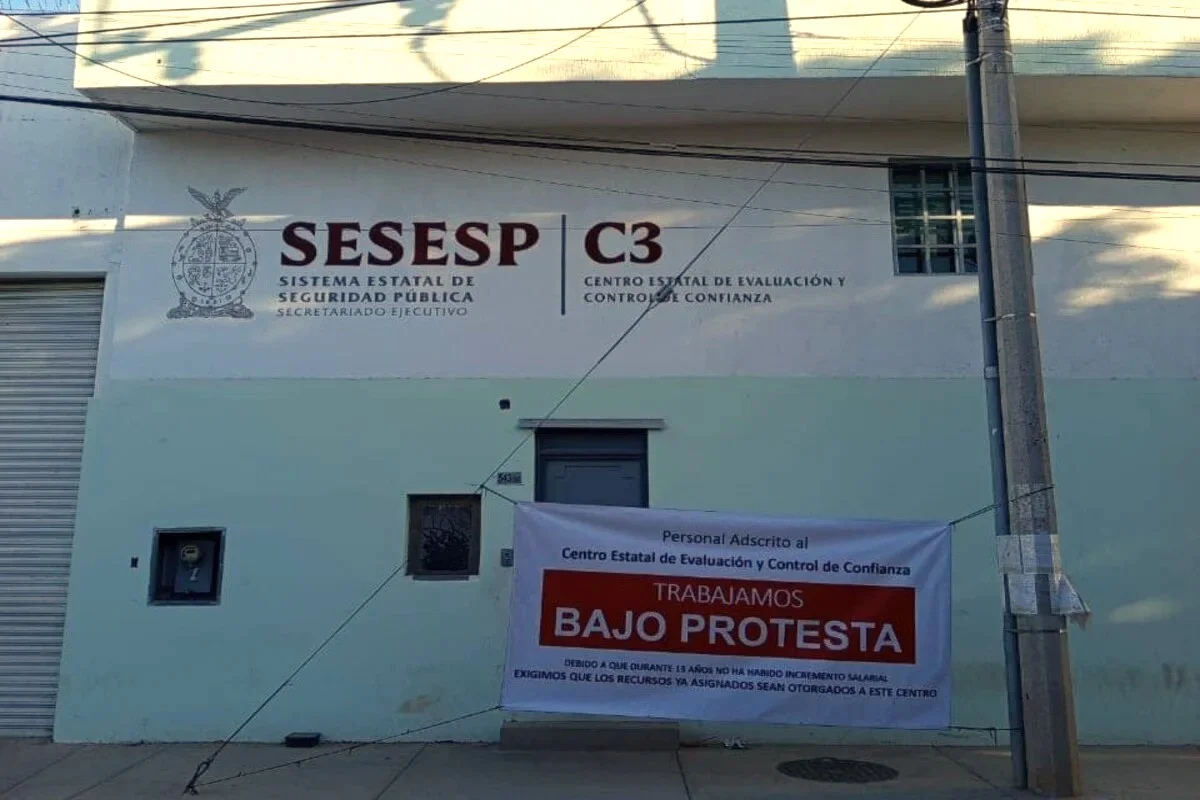 SESESP
SISTEMA ESTATAL DE
SEGURIDAD PÚBLICA
SECRETARIADO EJECUTIVO
C3
CENTRO ESTATAL DE EVALUACIÓN Y
CONTROL DE CONFIANZA
Personal Adscrito al
Centro Estatal de Evaluación y Control de Confianza
TRABAJAMOS
BAJO PROTESTA
DEBIDO A QUE DURANTE 13 AÑOS NO HA HABIDO INCREMENTO SALARIAL
EXIGIMOS QUE LOS RECURSOS YA ASIGNADOS SEAN OTORGADOS A ESTE CENTRO